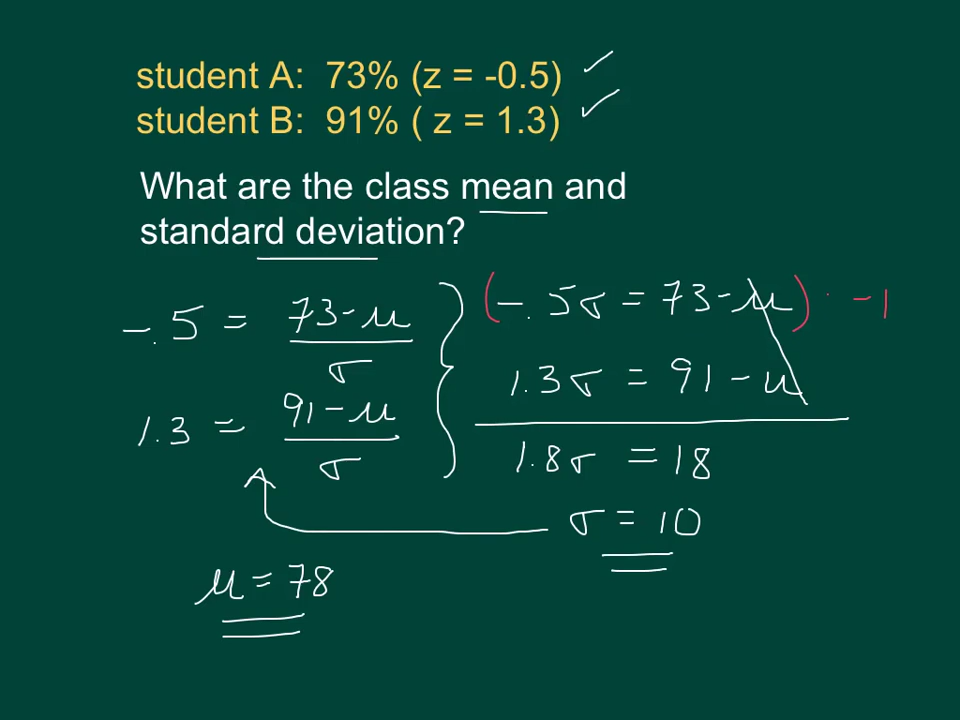 student A: 73% (z = -0.5)
student B: 91% ( z = 1.3)
What are the class mean and
standard deviation?
-.5 = 73-μ / σ
1.3 = 91-μ / σ
(-.5σ = 73-μ) · -1
1.3σ = 91-μ
1.8σ = 18
σ = 10
μ = 78